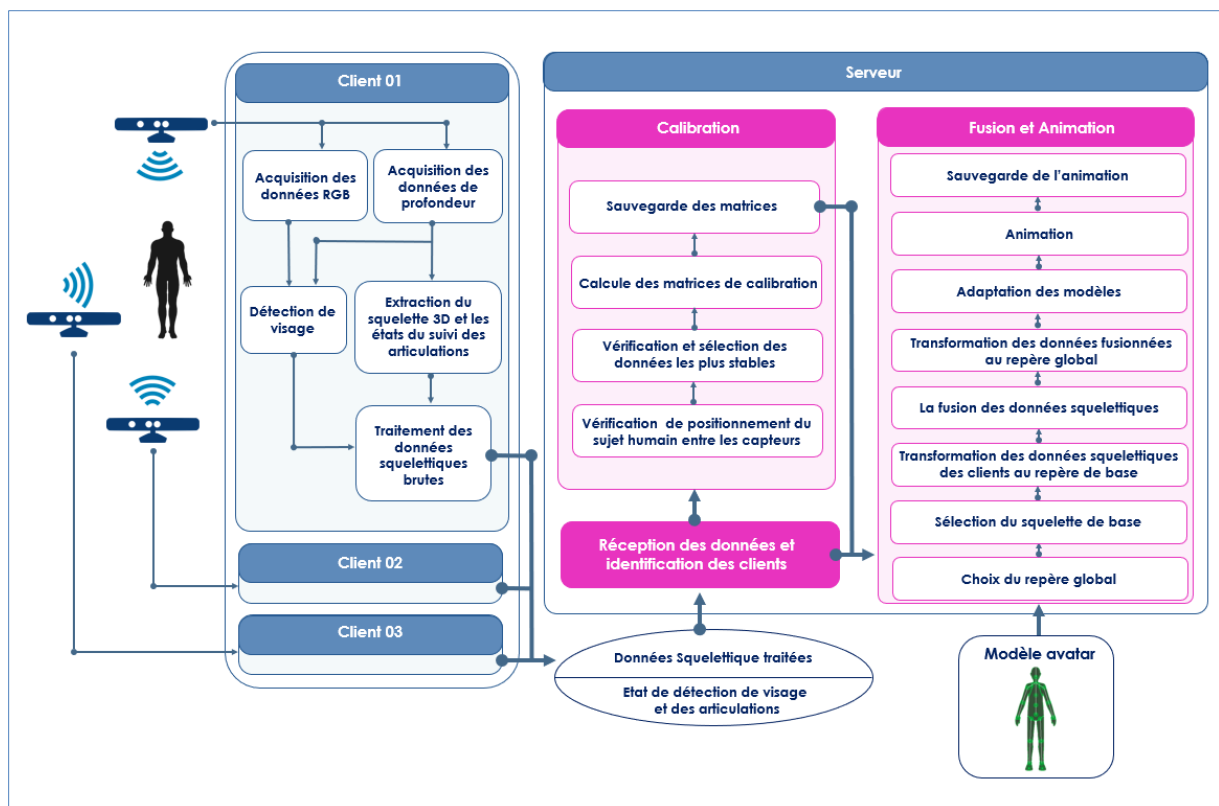 Client 01
Acquisition des
données RGB
Acquisition des
données de
profondeur
Détection de
visage
Extraction du
squelette 3D et les
états du suivi des
articulations
Traitement des
données
squelettiques
brutes
Client 02
Client 03
Données Squelettique traitées
Etat de détection de visage
et des articulations
Serveur
Calibration
Sauvegarde des matrices
Calcule des matrices de calibration
Vérification et sélection des
données les plus stables
Vérification de positionnement du
sujet humain entre les capteurs
Réception des données et
identification des clients
Fusion et Animation
Sauvegarde de l'animation
Animation
Adaptation des modèles
Transformation des données fusionnées
au repère global
La fusion des données squelettiques
Transformation des données squelettiques
des clients au repère de base
Sélection du squelette de base
Choix du repère global
Modèle avatar